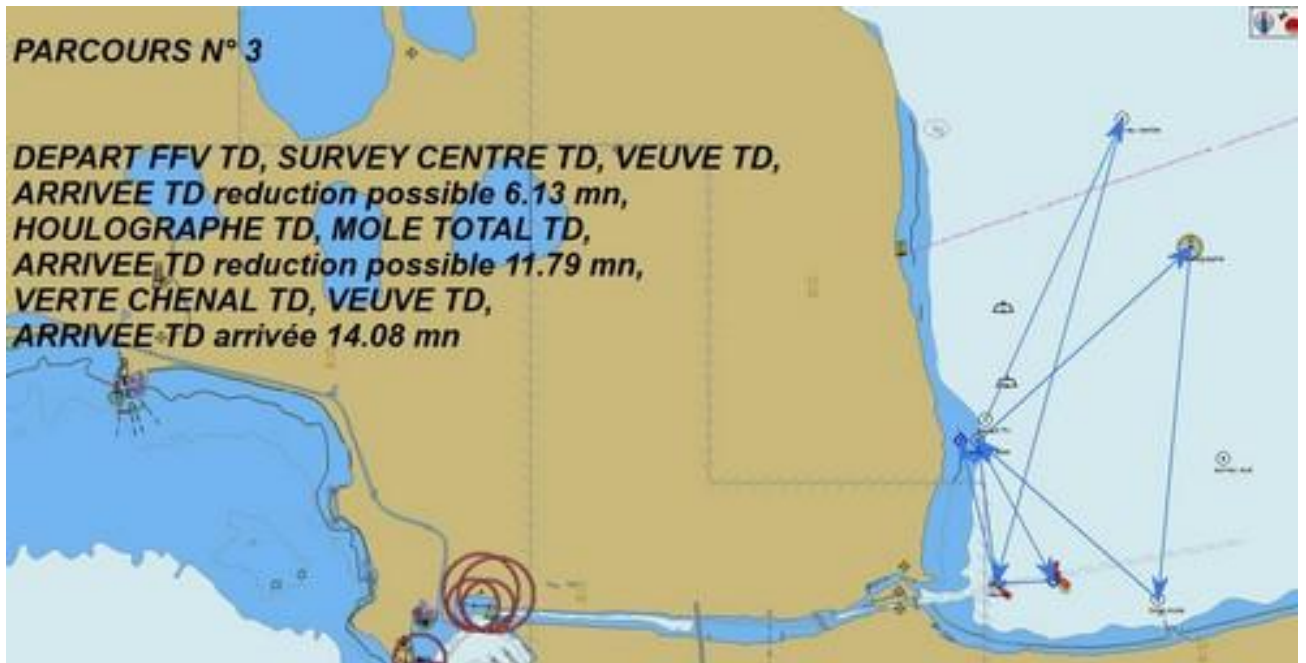 PARCOURS N° 3
DEPART FFV TD, SURVEY CENTRE TD, VEUVE TD,
ARRIVEE TD reduction possible 6.13 mn,
HOULOGRAPHE TD, MOLE TOTAL TD,
ARRIVEE TD reduction possible 11.79 mn,
VERTE CHENAL TD, VEUVE TD,
ARRIVEE TD arrivée 14.08 mn